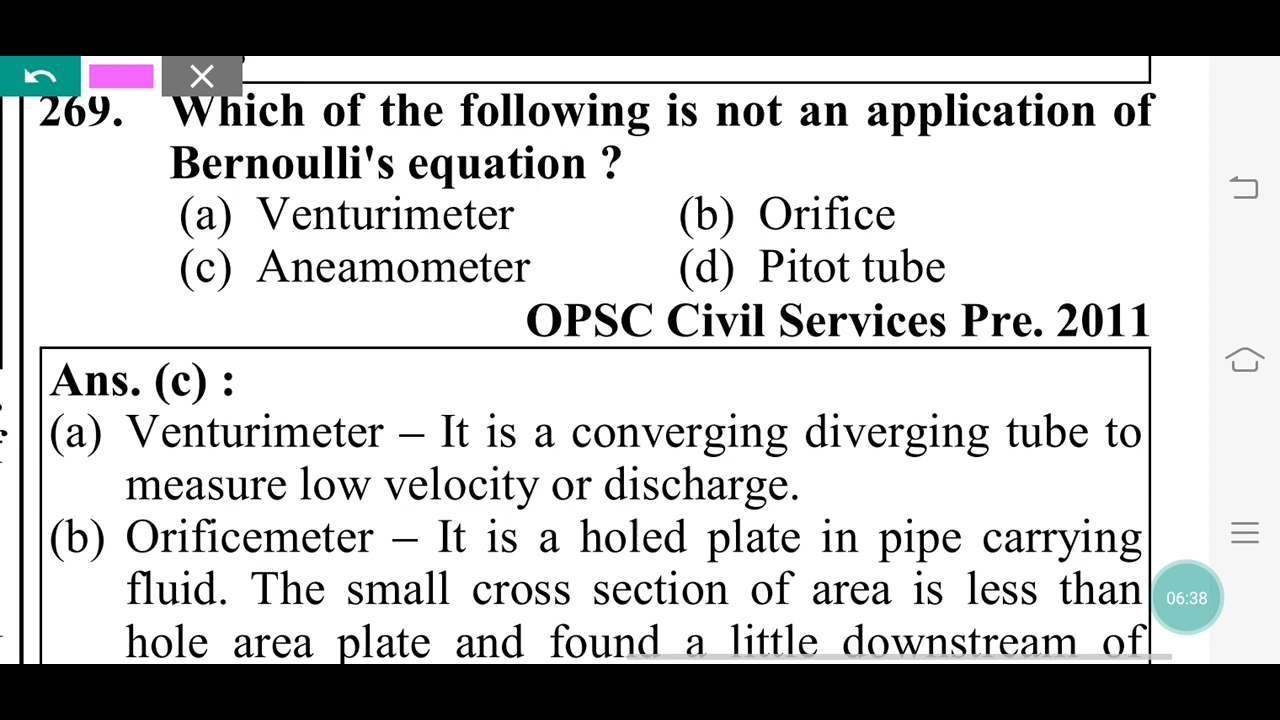 269. Which of the following is not an application of
Bernoulli's equation ?
(a) Venturimeter (b) Orifice
(c) Aneamometer (d) Pitot tube
OPSC Civil Services Pre. 2011
Ans. (c) :
(a) Venturimeter – It is a converging diverging tube to
measure low velocity or discharge.
(b) Orificemeter – It is a holed plate in pipe carrying
fluid. The small cross section of area is less than
06:38
hole area plate and found a little downstream of